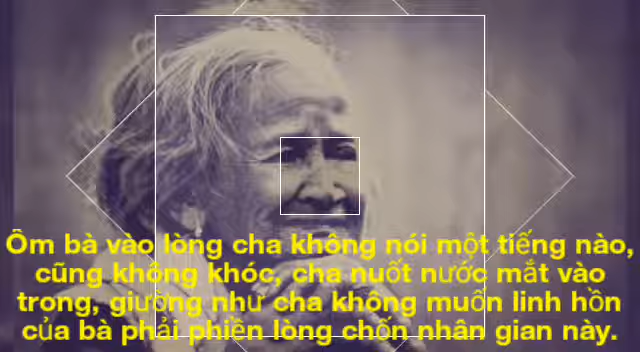 Ôm bà vào lòng cha không nói một tiếng nào,
cũng không khóc, cha nuốt nước mắt vào
trong, giường như cha không muốn linh hồn
của bà phải phiền lòng chốn nhân gian này.